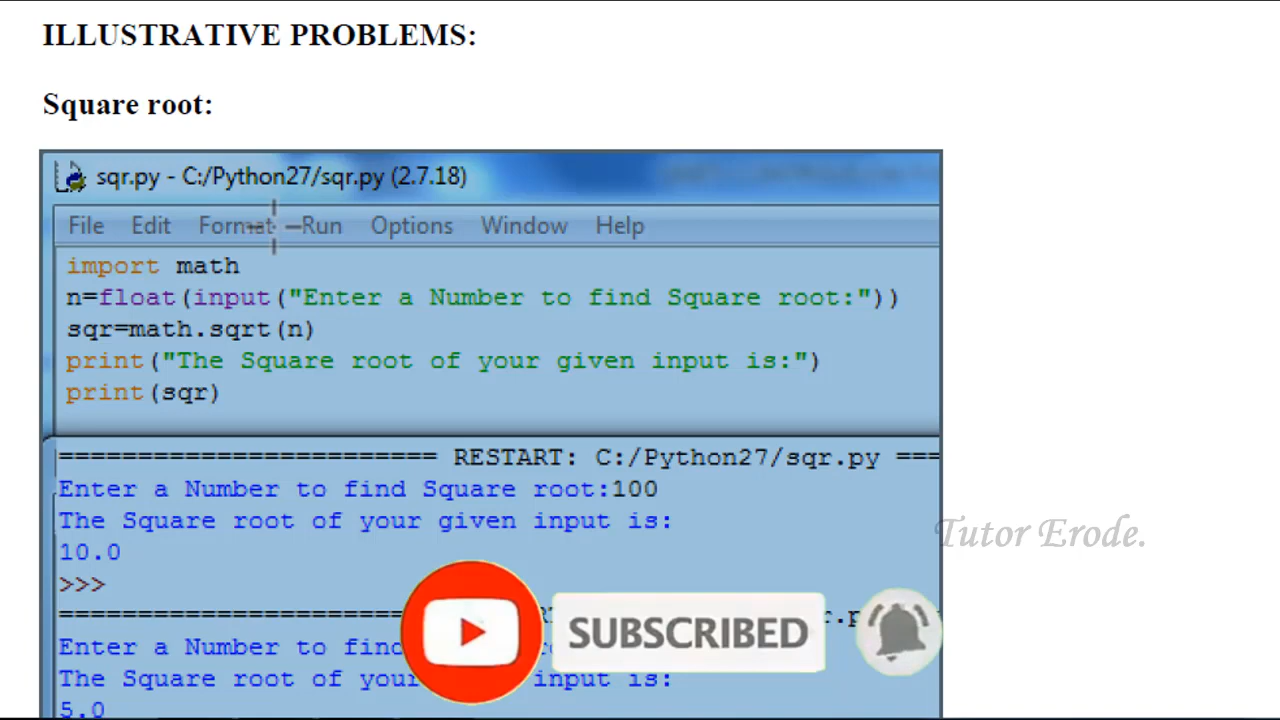 ILLUSTRATIVE PROBLEMS:
Square root:
sqr.py - C:/Python27/sqr.py (2.7.18)
File Edit Format Run Options Window Help
import math
n=float(input("Enter a Number to find Square root:"))
sqr=math.sqrt(n)
print("The Square root of your given input is:")
print(sqr)
======================== RESTART: C:/Python27/sqr.py ===
Enter a Number to find Square root:100
The Square root of your given input is:
10.0
>>>
Tutor Erode.
SUBSCRIBED
Enter a Number to find
The Square root of your input is:
5.0